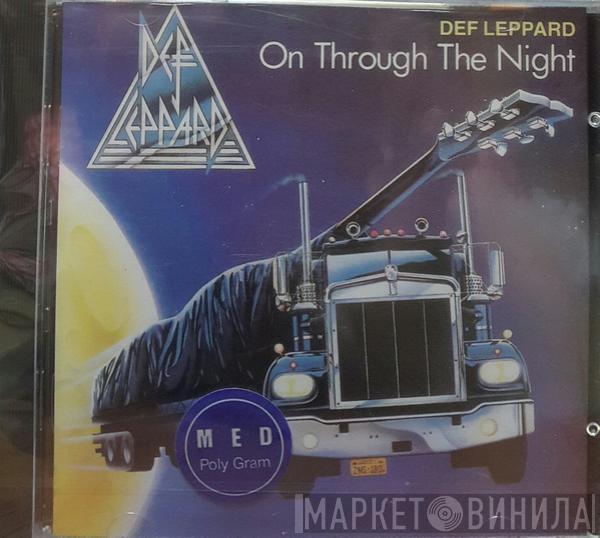 DEF LEPPARD
On Through The Night
DEF
LEPPARD
MED
Poly Gram
МАРКЕТ ВИНИЛА